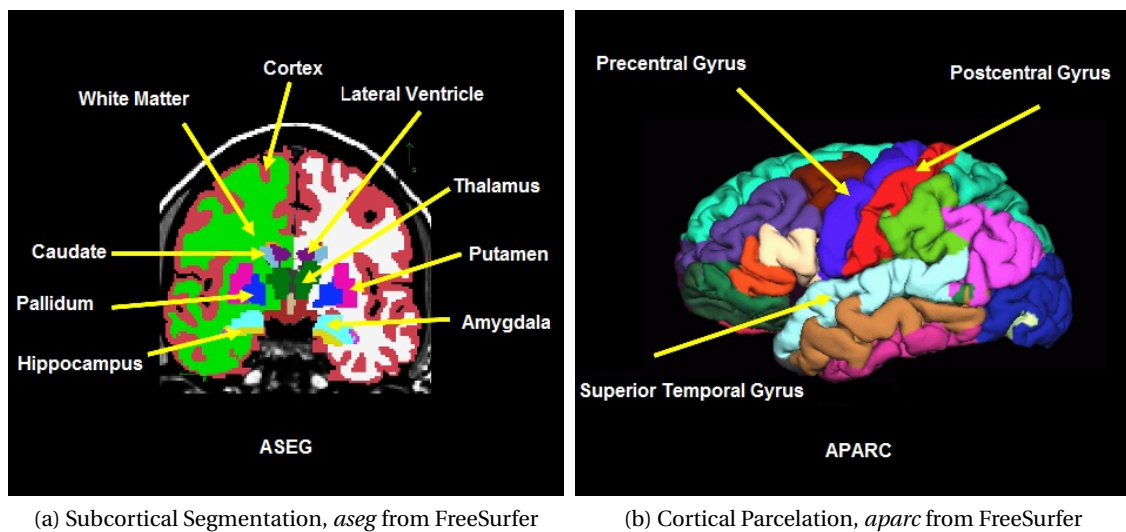 Cortex
White Matter
Lateral Ventricle
Thalamus
Caudate
Putamen
Pallidum
Amygdala
Hippocampus
ASEG
Precentral Gyrus
Postcentral Gyrus
Superior Temporal Gyrus
APARC
(a) Subcortical Segmentation, aseg from FreeSurfer
(b) Cortical Parcelation, aparc from FreeSurfer